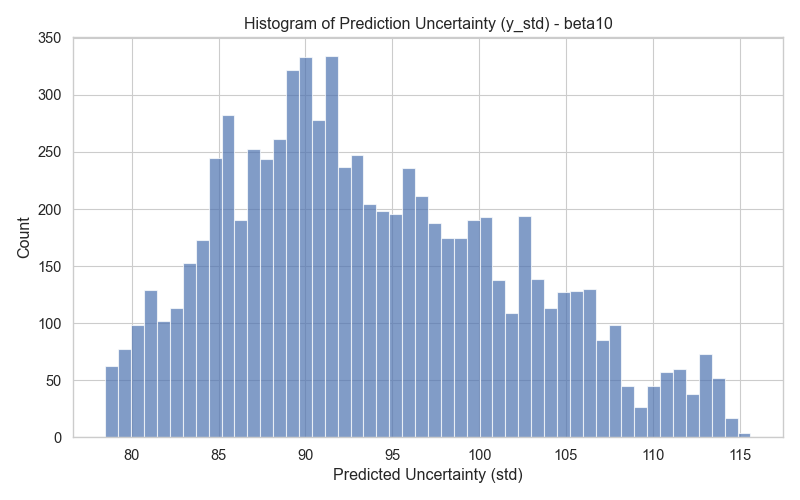 Histogram of Prediction Uncertainty (y_std) - beta10
350
300
250
200
150
100
50
0
Count
80 85 90 95 100 105 110 115
Predicted Uncertainty (std)